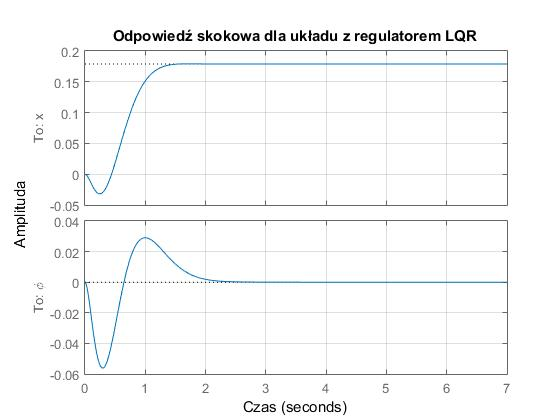 Odpowiedź skokowa dla układu z regulatorem LQR
0.2
0.15
0.1
0.05
0
-0.05
To: x
Amplituda
0.04
0.02
0
-0.02
-0.04
-0.06
To: ϕ
0 1 2 3 4 5 6 7
Czas (seconds)